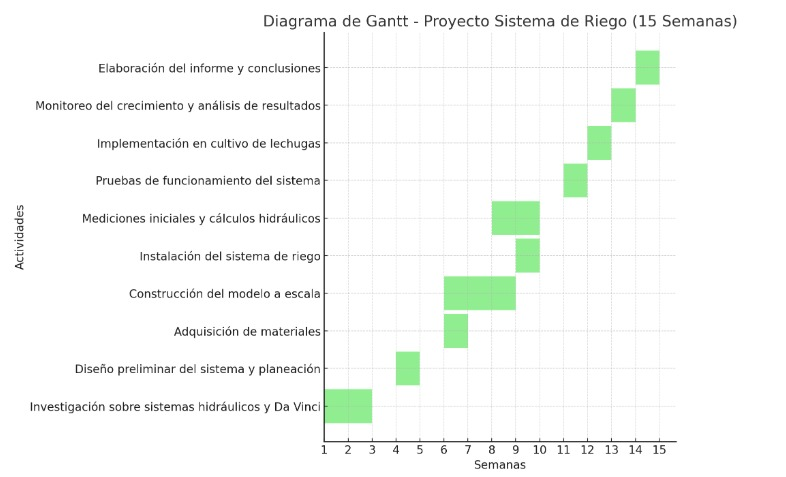 Diagrama de Gantt - Proyecto Sistema de Riego (15 Semanas)
Elaboración del informe y conclusiones
Monitoreo del crecimiento y análisis de resultados
Implementación en cultivo de lechugas
Pruebas de funcionamiento del sistema
Mediciones iniciales y cálculos hidráulicos
Instalación del sistema de riego
Construcción del modelo a escala
Adquisición de materiales
Diseño preliminar del sistema y planeación
Investigación sobre sistemas hidráulicos y Da Vinci
Actividades
1 2 3 4 5 6 7 8 9 10 11 12 13 14 15
Semanas